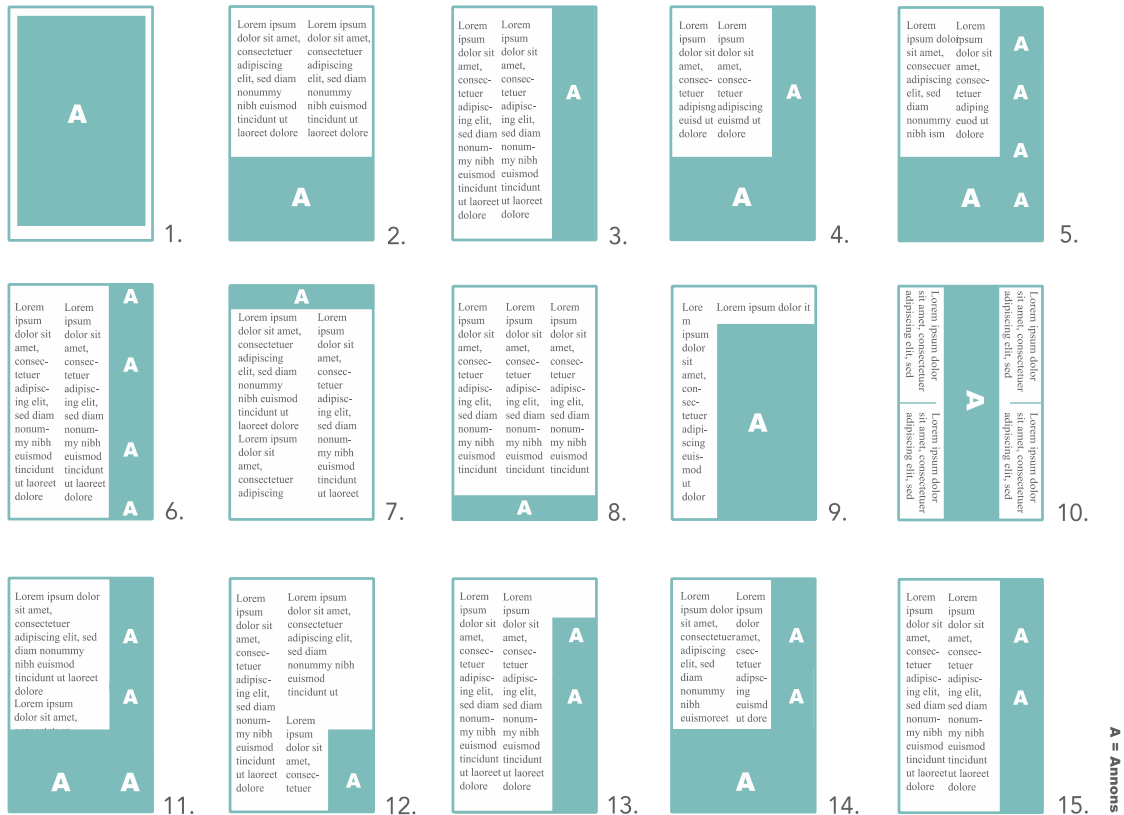 A
1.
Lorem ipsum
dolor sit amet,
consectetuer
adipiscing
elit, sed diam
nonummy
nibh euismod
tincidunt ut
laoreet dolore
Lorem ipsum
dolor sit amet,
consectetuer
adipiscing
elit, sed diam
nonummy
nibh euismod
tincidunt ut
laoreet dolore
A
2.
Lorem
ipsum
dolor sit
amet,
consec-
tetuer
adipisc-
ing elit,
sed diam
nonum-
my nibh
euismod
tincidunt
ut laoreet
dolore
Lorem
ipsum
dolor sit
amet,
consec-
tetuer
adipisc-
ing elit,
sed diam
nonum-
my nibh
euismod
tincidunt
ut laoreet
dolore
A
3.
Lorem
ipsum
dolor sit
amet,
consec-
tetuer
adipisng
euisd ut
dolore
Lorem
ipsum
dolor sit
amet,
consec-
tetuer
adipiscing
euismd ut
dolore
A
A
4.
Lorem
ipsum dolor
sit amet,
consecuer
adipiscing
elit, sed
diam
nonummy
nibh ism
Lorem
ipsum
dolor sit
amet,
consec-
tetuer
adiping
euod ut
dolore
A
A
A
A
A
5.
Lorem
ipsum
dolor sit
amet,
consec-
tetuer
adipisc-
ing elit,
sed diam
nonum-
my nibh
euismod
tincidunt
ut laoreet
dolore
Lorem
ipsum
dolor sit
amet,
consec-
tetuer
adipisc-
ing elit,
sed diam
nonum-
my nibh
euismod
tincidunt
ut laoreet
dolore
A
A
A
A
6.
A
Lorem ipsum
dolor sit amet,
consectetuer
adipiscing
elit, sed diam
nonummy
nibh euismod
tincidunt ut
laoreet dolore
Lorem ipsum
dolor sit
amet,
consectetuer
adipiscing
Lorem
ipsum
dolor sit
amet,
consec-
tetuer
adipisc-
ing elit,
sed diam
nonum-
my nibh
euismod
tincidunt
ut laoreet
7.
Lorem
ipsum
dolor sit
amet,
consec-
tetuer
adipisc-
ing elit,
sed diam
nonum-
my nibh
euismod
tincidunt
Lorem
ipsum
dolor sit
amet,
consec-
tetuer
adipisc-
ing elit,
sed diam
nonum-
my nibh
euismod
tincidunt
Lorem
ipsum
dolor sit
amet,
consec-
tetuer
adipisc-
ing elit,
sed diam
nonum-
my nibh
euismod
tincidunt
A
8.
Lore
m
ipsum
dolor
sit
amet,
con-
sec-
tetuer
adipi-
scing
euis-
mod
ut
dolor
Lorem ipsum dolor it
A
9.
Lorem ipsum dolor
sit amet, consectetuer
adipiscing elit, sed
Lorem ipsum dolor
sit amet, consectetuer
adipiscing elit, sed
A
Lorem ipsum dolor
sit amet, consectetuer
adipiscing elit, sed
Lorem ipsum dolor
sit amet, consectetuer
adipiscing elit, sed
10.
Lorem ipsum dolor
sit amet,
consectetuer
adipiscing elit, sed
diam nonummy
nibh euismod
tincidunt ut laoreet
dolore
Lorem ipsum
dolor sit amet,
A
A
A
A
11.
Lorem
ipsum
dolor sit
amet,
consec-
tetuer
adipisc-
ing elit,
sed diam
nonum-
my nibh
euismod
tincidunt
ut laoreet
dolore
Lorem ipsum
dolor sit amet,
consectetuer
adipiscing elit,
sed diam
nonummy nibh
euismod
tincidunt ut
Lorem
ipsum
dolor sit
amet,
consec-
tetuer
A
12.
Lorem
ipsum
dolor sit
amet,
consec-
tetuer
adipisc-
ing elit,
sed diam
nonum-
my nibh
euismod
tincidunt
ut laoreet
dolore
Lorem
ipsum
dolor sit
amet,
consec-
tetuer
adipisc-
ing elit,
sed diam
nonum-
my nibh
euismod
tincidunt
ut laoreet
dolore
A
A
13.
Lorem
ipsum dolor
sit amet,
consectetuer
adipiscing
elit, sed
diam
nonummy
nibh
euismoreet
Lorem
ipsum
dolor
amet,
csec-
tetuer
adipisc-
ing
euismd
ut dore
A
A
A
14.
Lorem
ipsum
dolor sit
amet,
consec-
tetuer
adipisc-
ing elit,
sed diam
nonum-
my nibh
euismod
tincidunt
ut laoreet
dolore
Lorem
ipsum
dolor sit
amet,
consec-
tetuer
adipisc-
ing elit,
sed diam
nonum-
my nibh
euismod
tincidunt
ut laoreet
dolore
A
A
15.
A = Annons